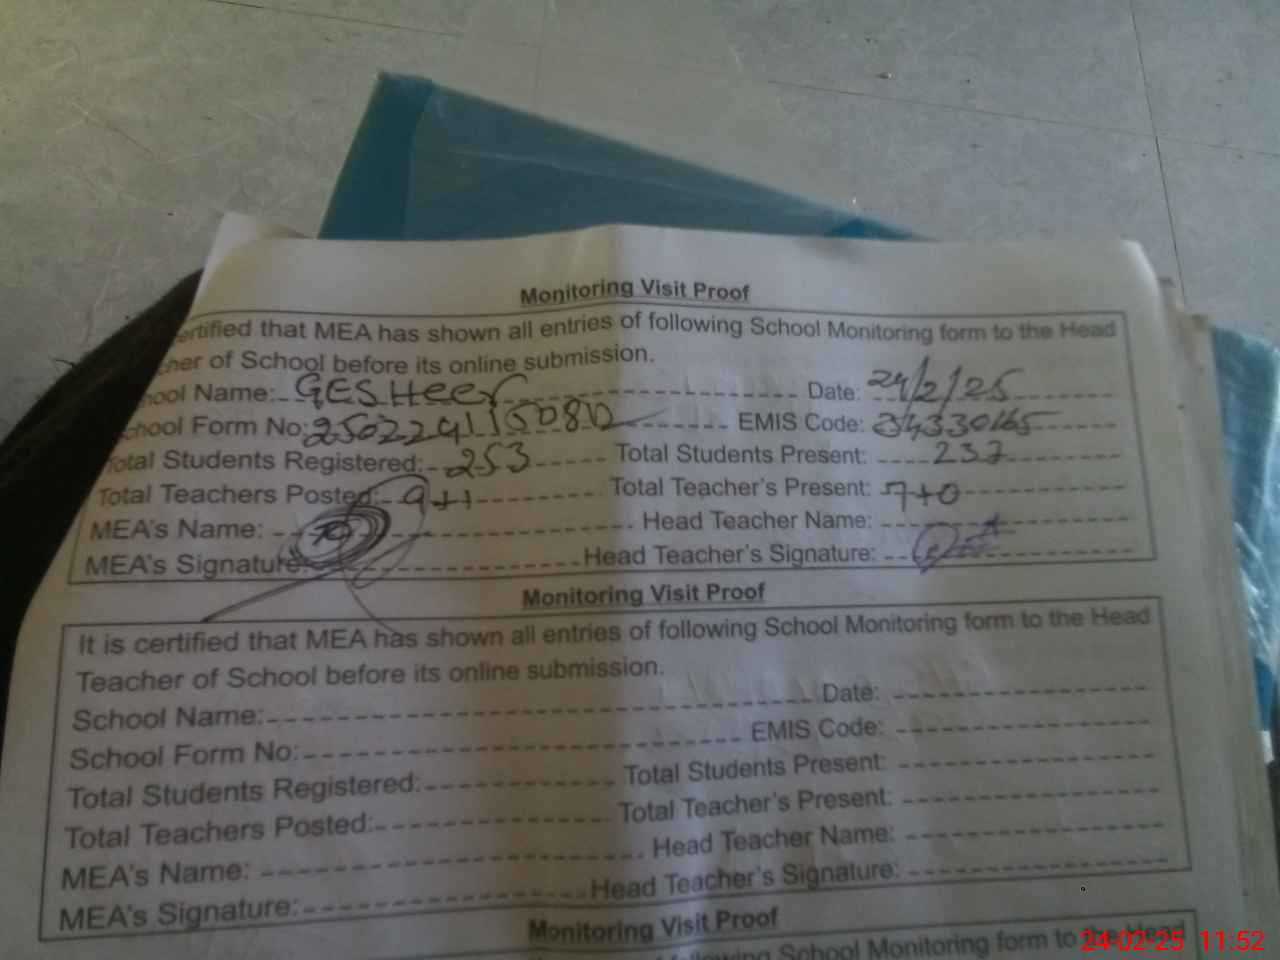 Monitoring Visit Proof
ertified that MEA has shown all entries of following School Monitoring form to the Head
her of School before its online submission.
hool Name: GES Heer Date: 24/2/25
hool Form No: EMIS Code: 34330165
Total Students Registered: 253 Total Students Present: 237
Total Teachers Posted: 9+1 Total Teacher's Present: 7+0
MEA's Name: Head Teacher Name:
MEA's Signature: Head Teacher's Signature:
Monitoring Visit Proof
It is certified that MEA has shown all entries of following School Monitoring form to the Head
Teacher of School before its online submission.
School Name: Date:
School Form No: EMIS Code:
Total Students Registered: Total Students Present:
Total Teachers Posted: Total Teacher's Present:
MEA's Name: Head Teacher Name:
MEA's Signature: Head Teacher's Signature:
Monitoring Visit Proof
following School Monitoring form to
24-02-25 11:52